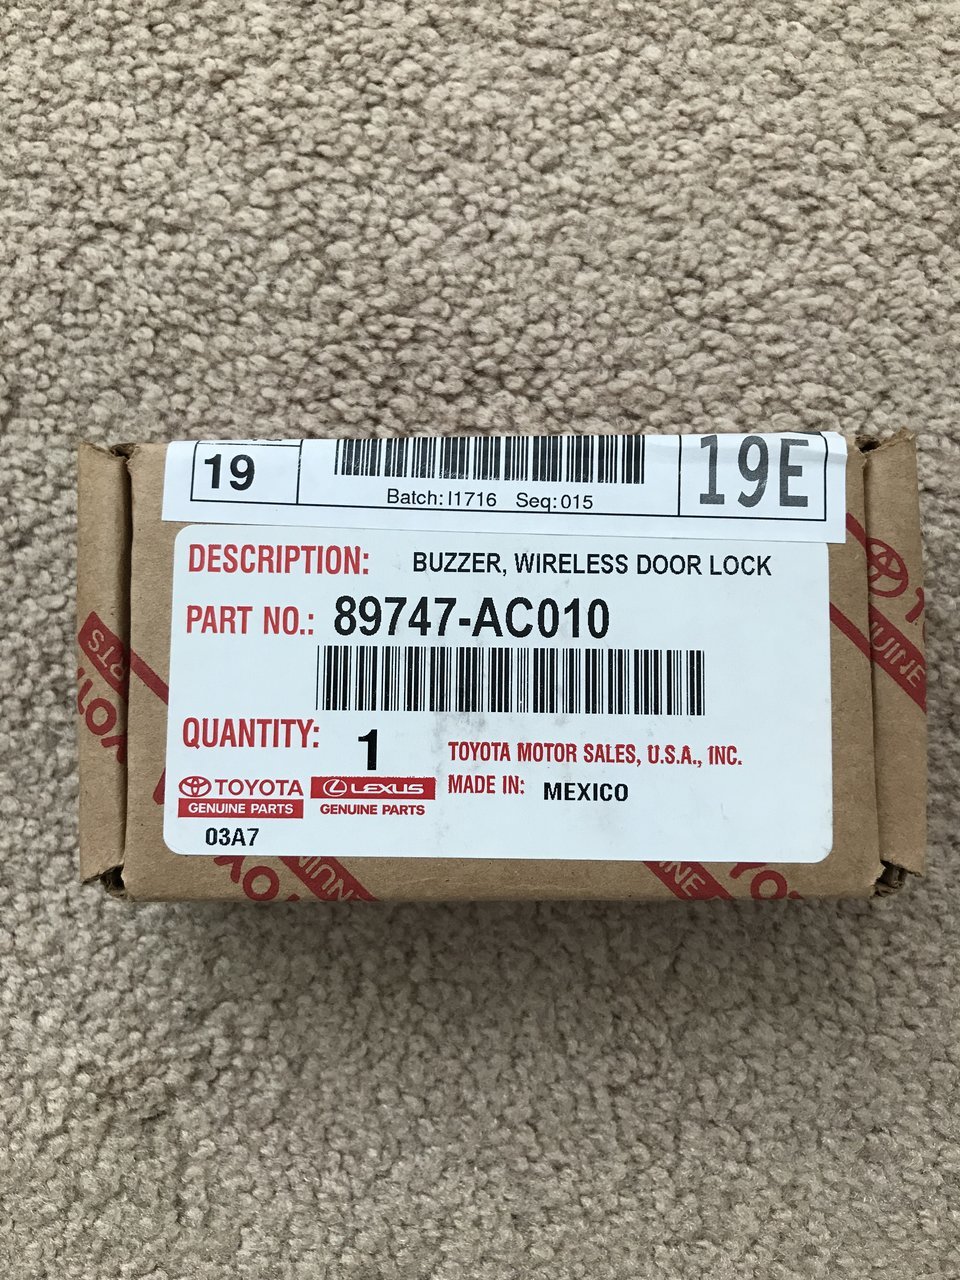 19
19E
Batch: I1716 Seq: 015
DESCRIPTION: BUZZER, WIRELESS DOOR LOCK
PART NO.: 89747-AC010
QUANTITY: 1
TOYOTA MOTOR SALES, U.S.A., INC.
MADE IN: MEXICO
TOYOTA
GENUINE PARTS
LEXUS
GENUINE PARTS
03A7